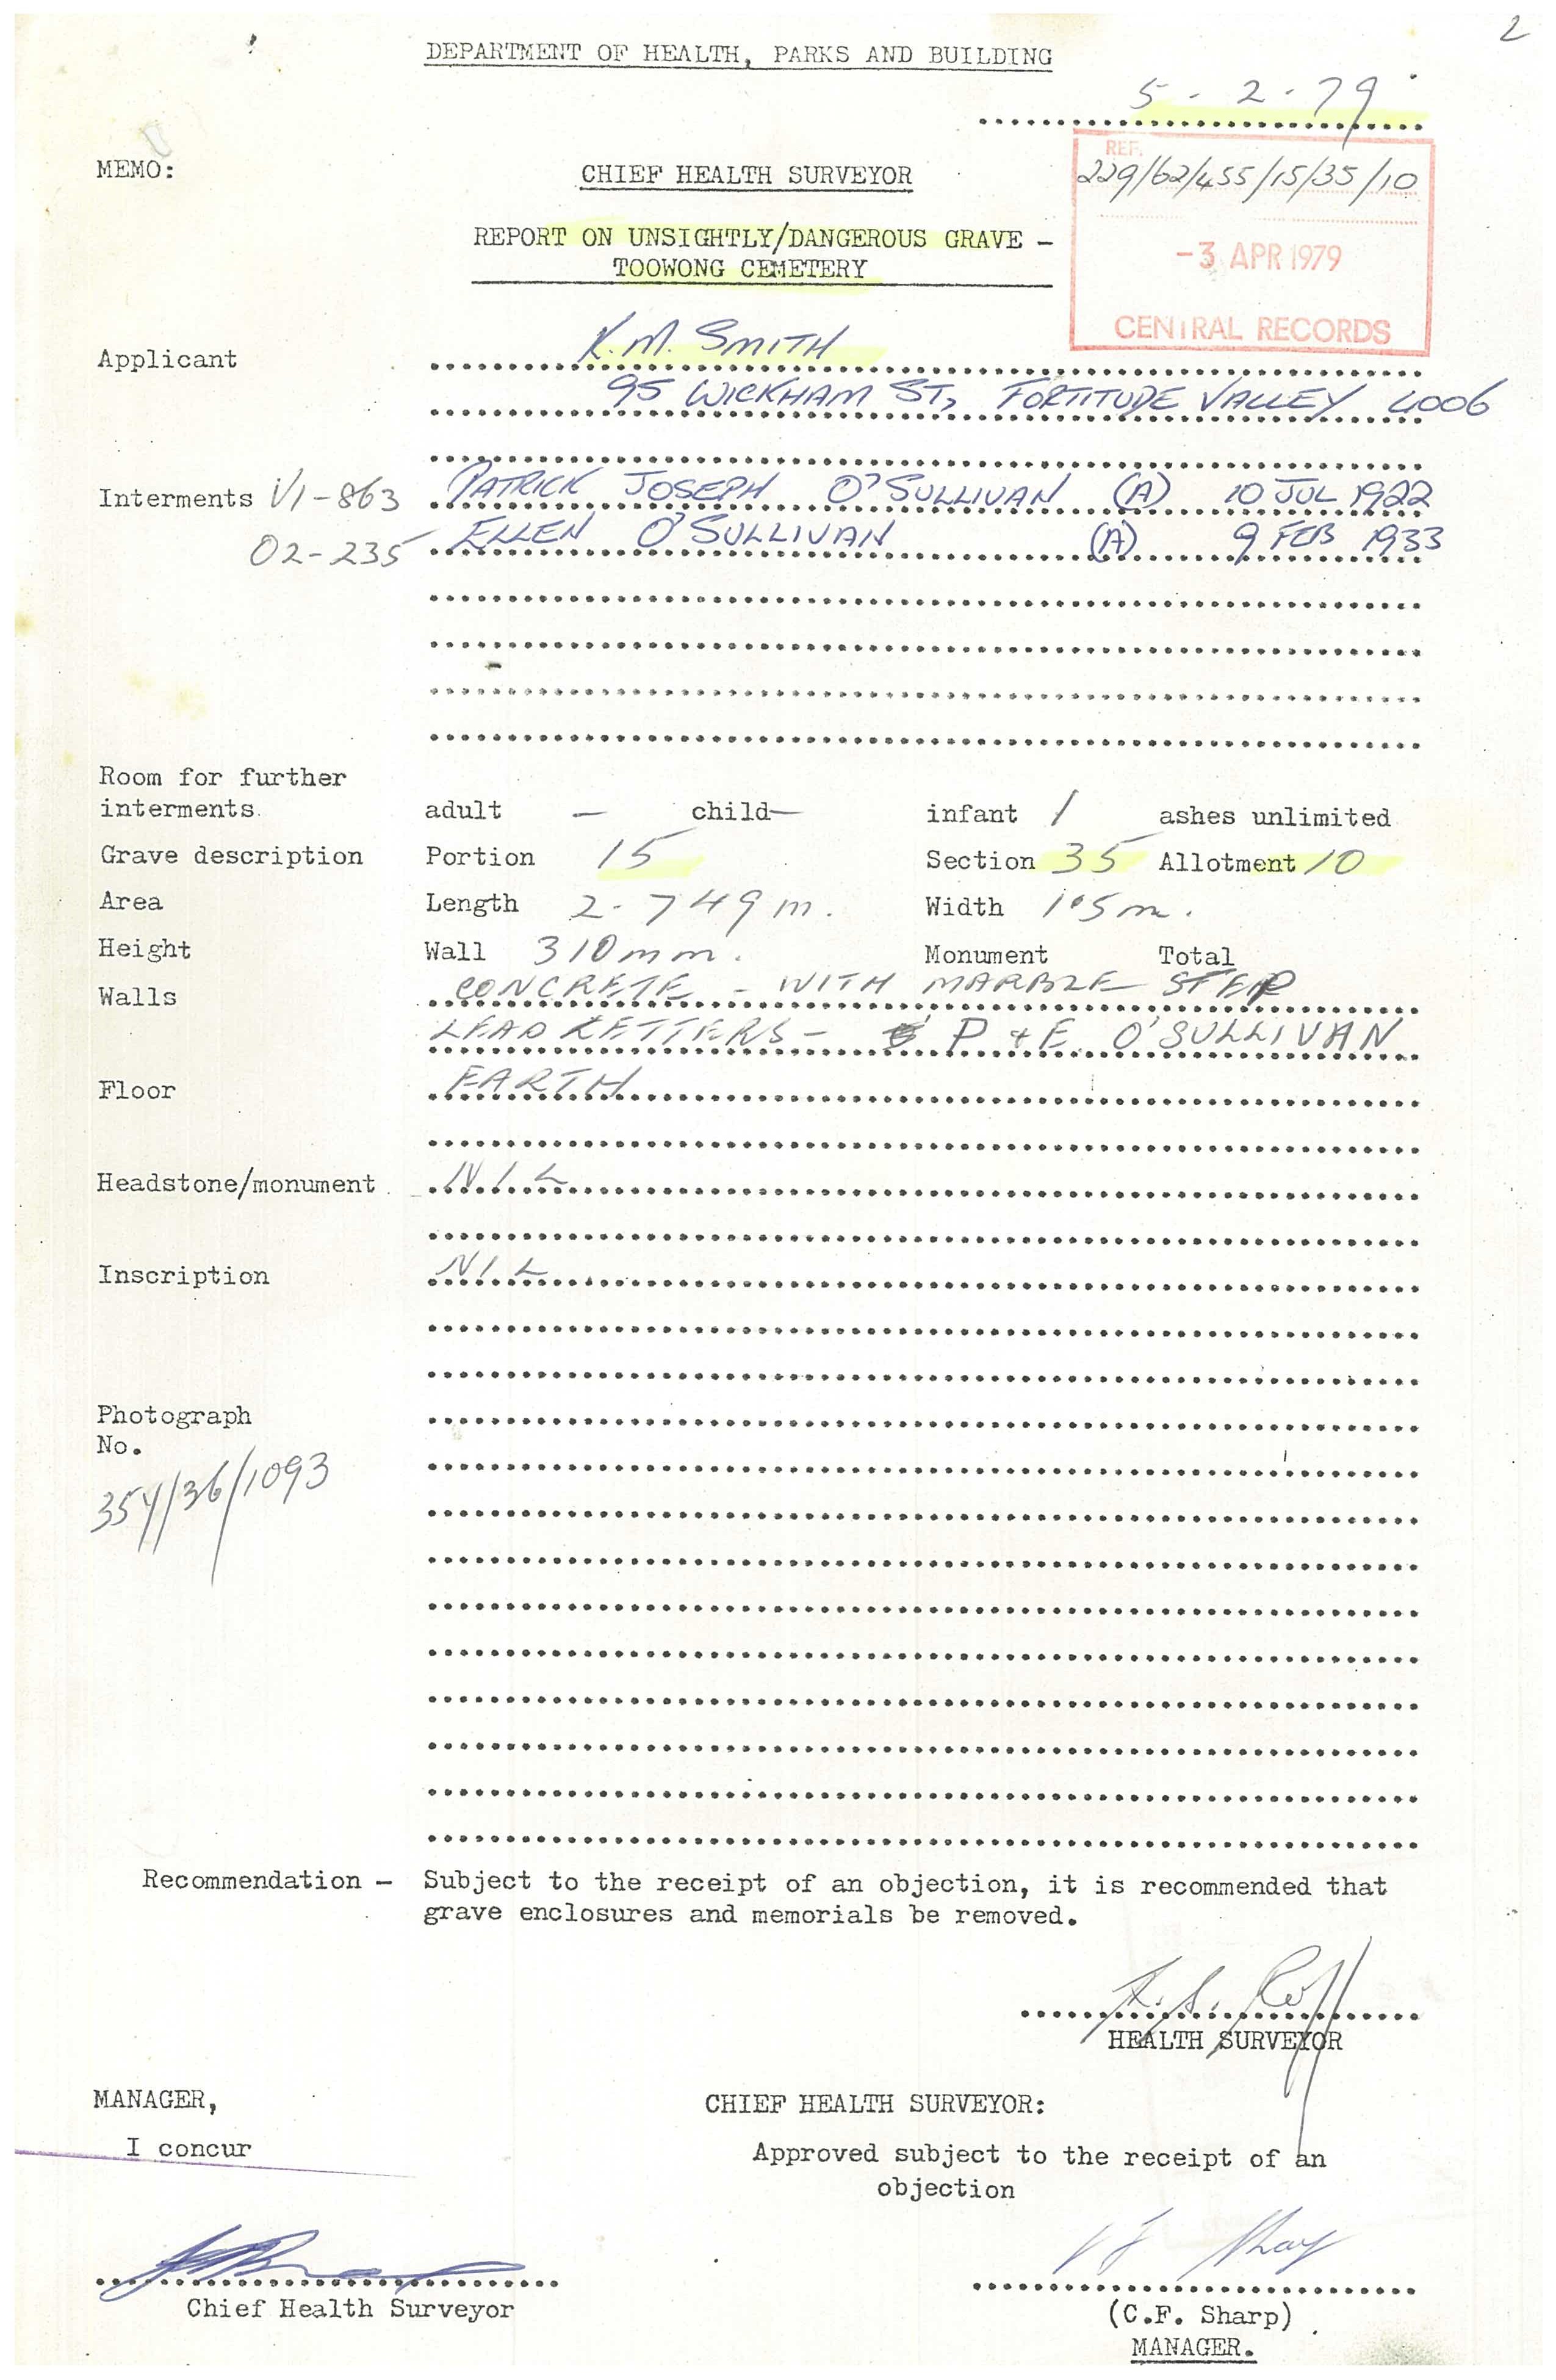 2
DEPARTMENT OF HEALTH, PARKS AND BUILDING
5 - 2 - 79
REF.
229/62/455/15/35/10
-3 APR 1979
CENTRAL RECORDS
MEMO:
CHIEF HEALTH SURVEYOR
REPORT ON UNSIGHTLY/DANGEROUS GRAVE -
TOOWONG CEMETERY
Applicant K.M. SMITH
95 WICKHAM ST, FORTITUDE VALLEY 4006
Interments V1-863 PATRICK JOSEPH O'SULLIVAN (A) 10 JUL 1922
02-235 ELLEN O'SULLIVAN (A) 9 FEB 1933
Room for further
interments. adult — child — infant 1 ashes unlimited
Grave description Portion 15 Section 35 Allotment 10
Area Length 2.749m. Width 1.5m.
Height Wall 310mm. Monument Total
Walls CONCRETE - WITH MARBLE STEP
LEAD LETTERS - P & E O'SULLIVAN
Floor EARTH
Headstone/monument NIL
Inscription NIL
Photograph
No.
354/36/1093
Recommendation - Subject to the receipt of an objection, it is recommended that
grave enclosures and memorials be removed.
HEALTH SURVEYOR
MANAGER,
I concur
CHIEF HEALTH SURVEYOR:
Approved subject to the receipt of an
objection
Chief Health Surveyor
(C.F. Sharp)
MANAGER.